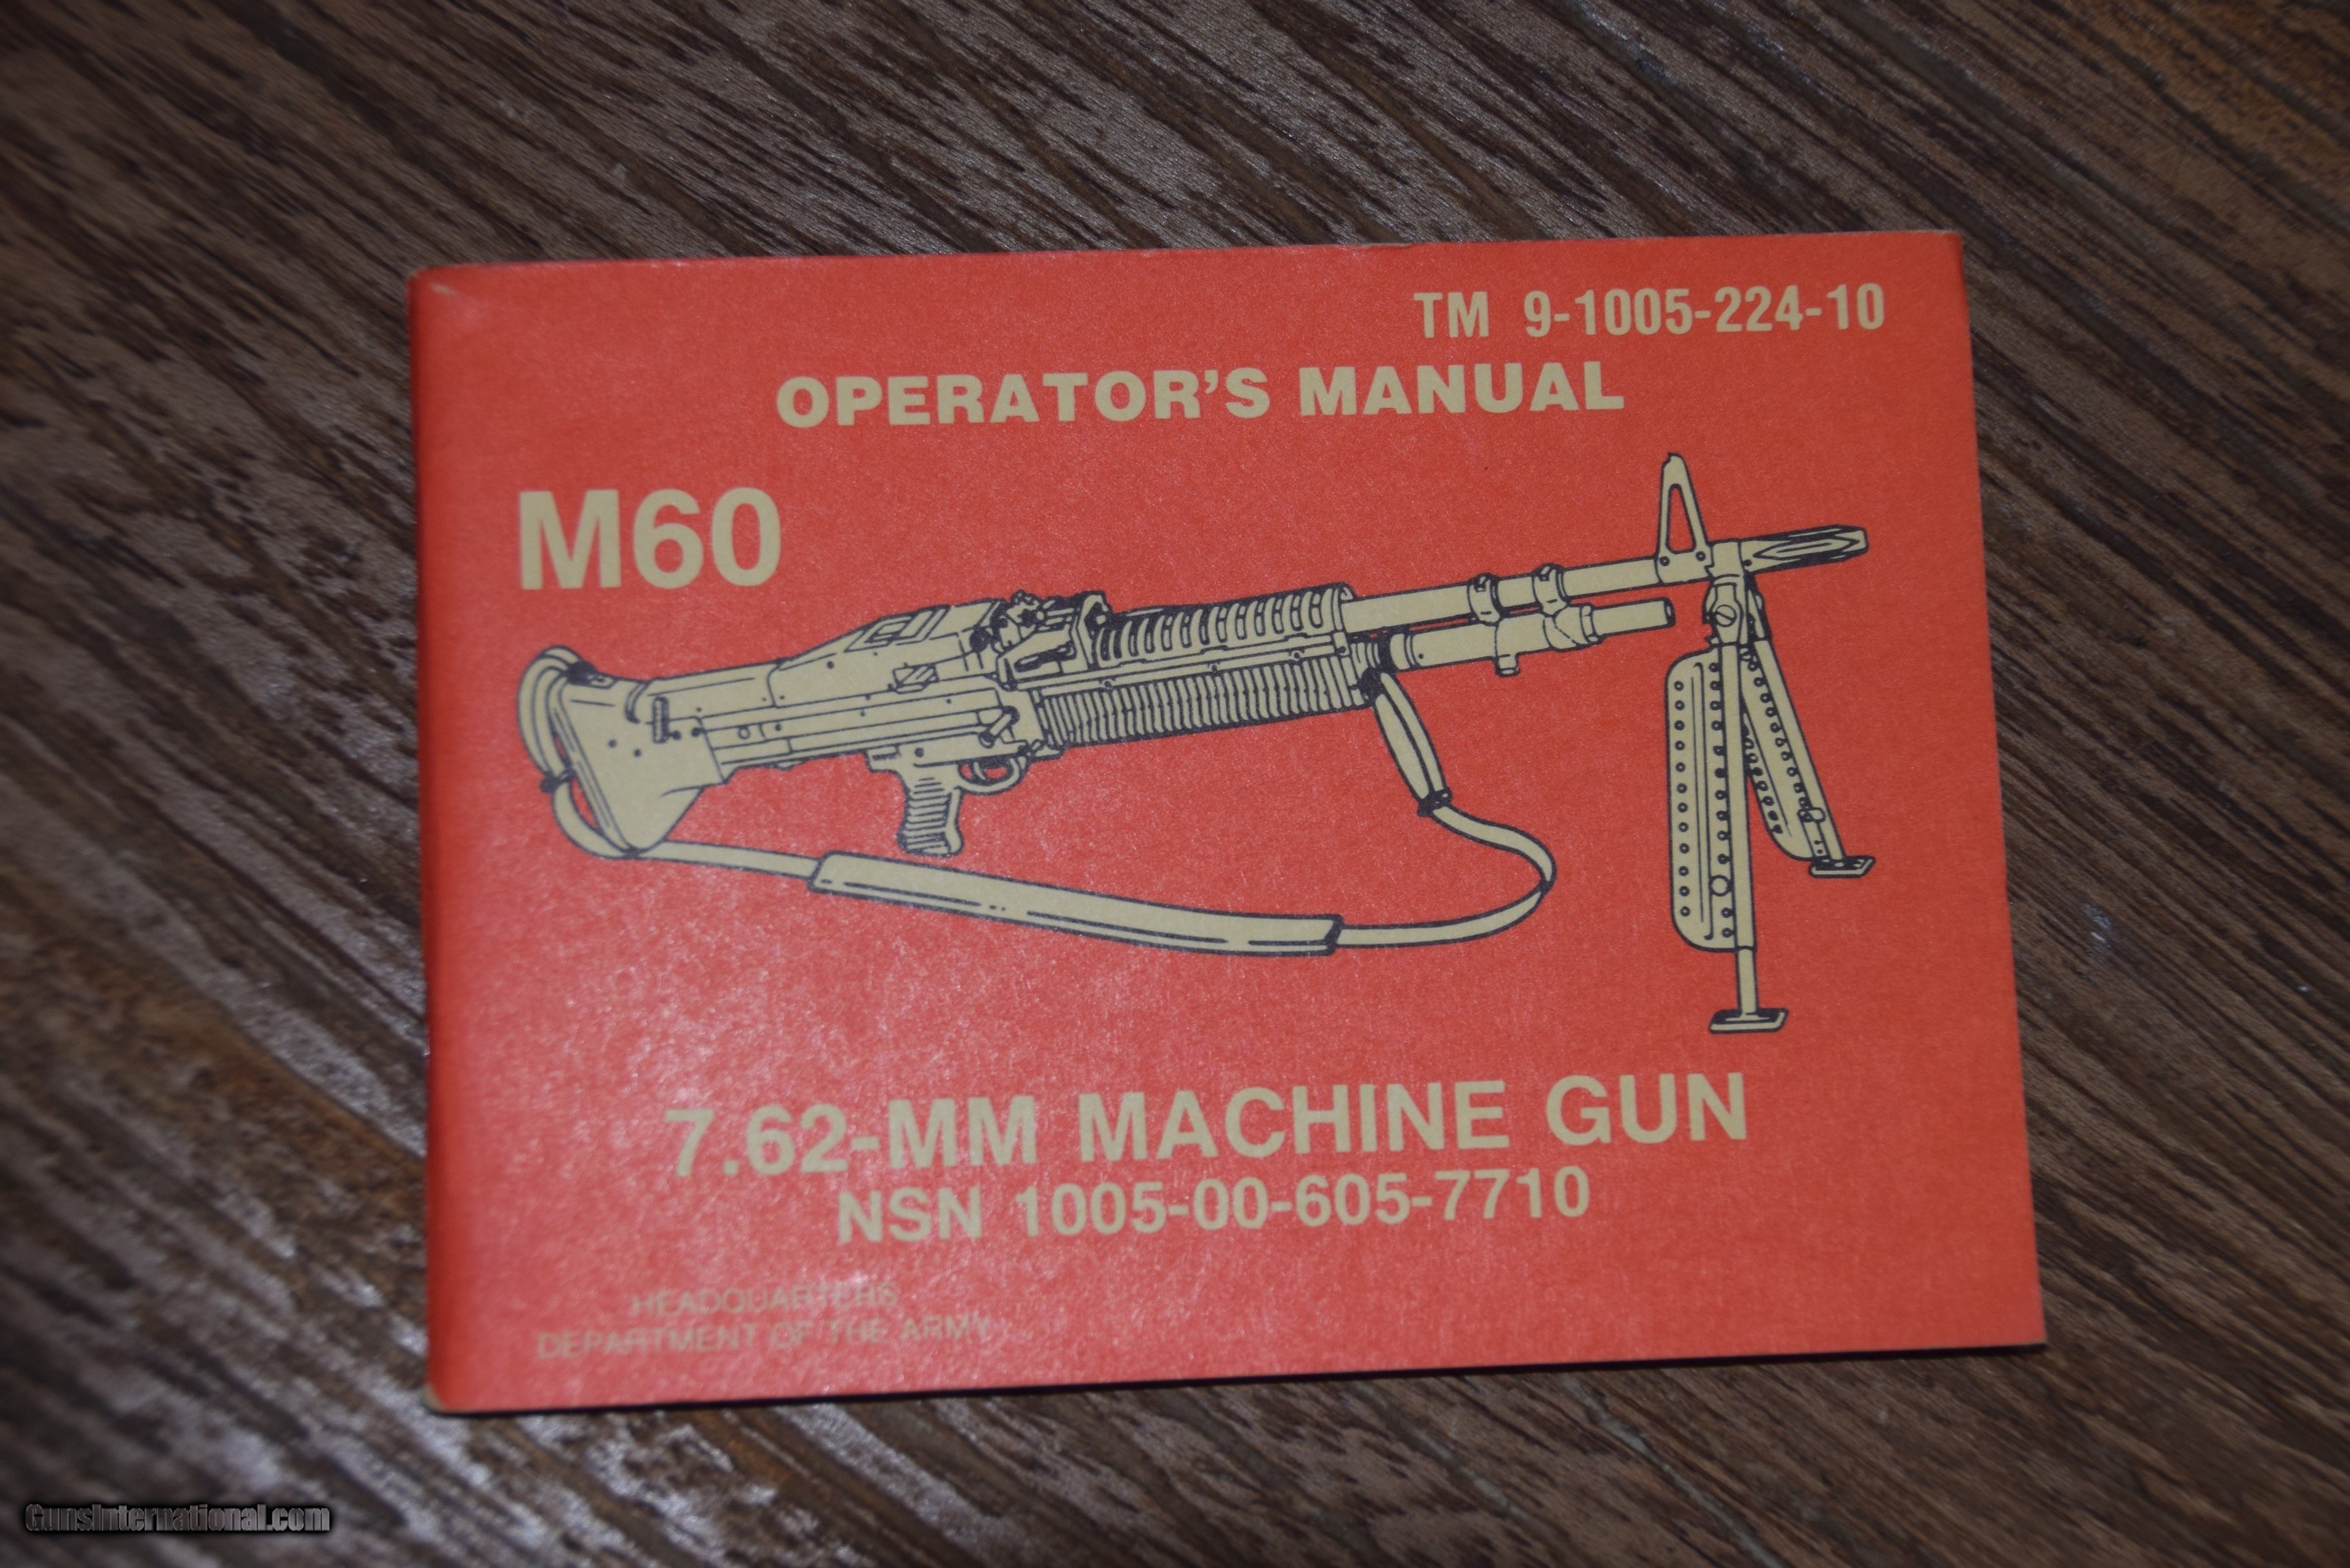 TM 9-1005-224-10
OPERATOR'S MANUAL
M60
7.62-MM MACHINE GUN
NSN 1005-00-605-7710
HEADQUARTERS
DEPARTMENT OF THE ARMY
GunsInternational.com